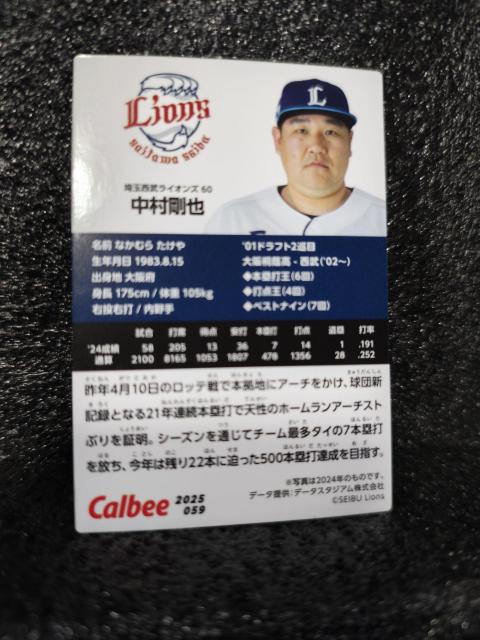 Lions
saitama seibu
埼玉西武ライオンズ 60
中村剛也
名前 なかむら たけや
生年月日 1983.8.15
出身地 大阪府
身長 175cm / 体重 105kg
右投右打 / 内野手
'01ドラフト2巡目
大阪桐蔭高 - 西武('02〜)
◆本塁打王(6回)
◆打点王(4回)
◆ベストナイン(7回)
試合 打席 得点 安打 本塁打 打点 盗塁 打率
'24成績 58 205 13 36 7 14 1 .191
通算 2100 8165 1053 1807 478 1356 28 .252
昨年4月10日のロッテ戦で本拠地にアーチをかけ、球団新
記録となる21年連続本塁打で天性のホームランアーチスト
ぶりを証明。シーズンを通じてチーム最多タイの7本塁打
を放ち、今年は残り22本に迫った500本塁打達成を目指す。
※写真は2024年のものです。
データ提供：データスタジアム株式会社
©SEIBU Lions
Calbee 2025
059